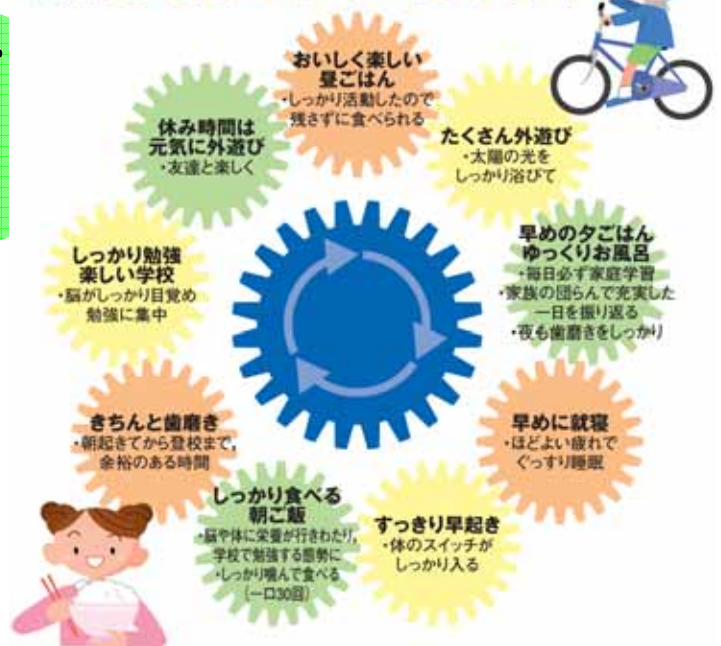 おいしく楽しい
昼ごはん
・しっかり活動したので
残さずに食べられる
たくさん外遊び
・太陽の光を
しっかり浴びて
早めの夕ごはん
ゆっくりお風呂
・毎日必ず家庭学習
・家族の団らんで充実した
一日を振り返る
・夜も歯磨きをしっかり
早めに就寝
・ほどよい疲れで
ぐっすり睡眠
すっきり早起き
・体のスイッチが
しっかり入る
しっかり食べる
朝ご飯
・脳や体に栄養が行きわたり,
学校で勉強する態勢に
・しっかり噛んで食べる
(一口30回)
きちんと歯磨き
・朝起きてから登校まで,
余裕のある時間
しっかり勉強
楽しい学校
・脳がしっかり目覚め
勉強に集中
休み時間は
元気に外遊び
・友達と楽しく